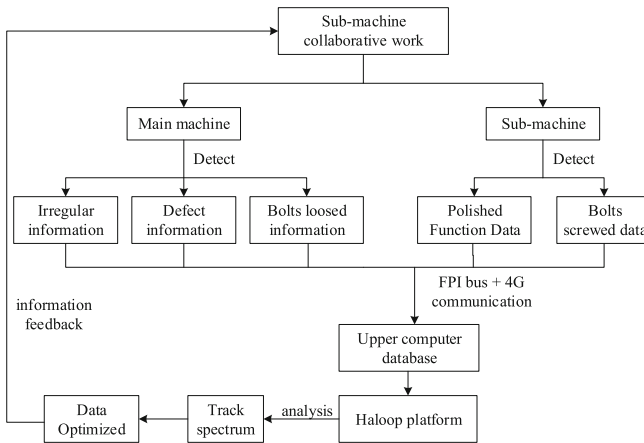 Sub-machine
collaborative work
Main machine
Sub-machine
Detect
Detect
Irregular
information
Defect
information
Bolts loosed
information
Polished
Function Data
Bolts
screwed data
FPI bus + 4G
communication
information
feedback
Upper computer
database
Data
Optimized
Track
spectrum
analysis
Haloop platform